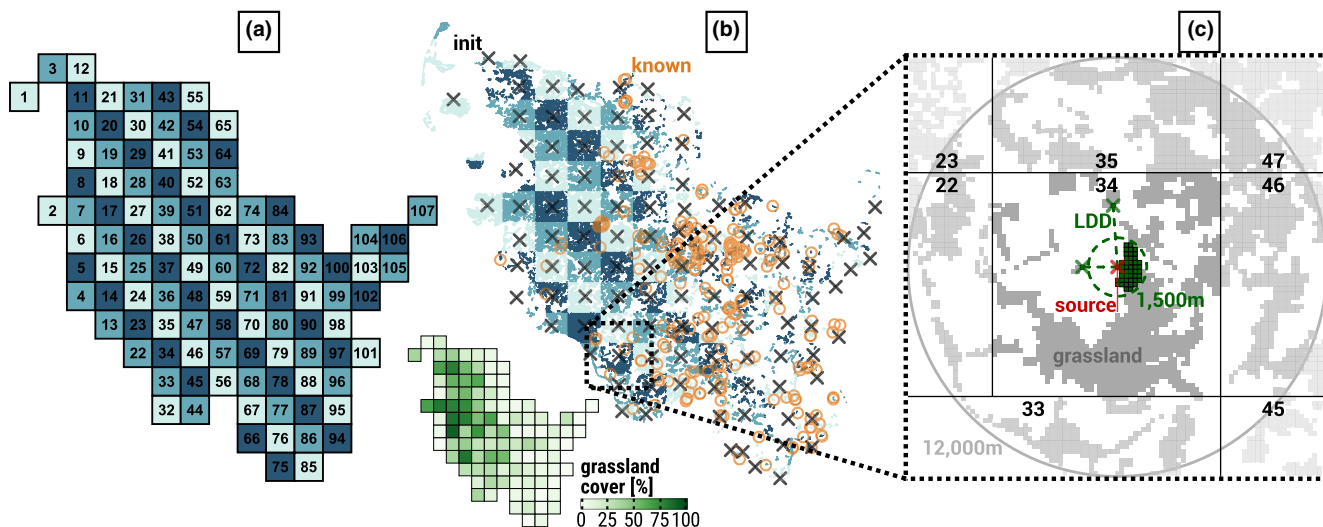 (a)
3 12
1 11 21 31 43 55
10 20 30 42 54 65
9 19 29 41 53 64
8 18 28 40 52 63
2 7 17 27 39 51 62 74 84 107
6 16 26 38 50 61 73 83 93 104 106
5 15 25 37 49 60 72 82 92 100 103 105
4 14 24 36 48 59 71 81 91 99 102
13 23 35 47 58 70 80 90 98
22 34 46 57 69 79 89 97 101
33 45 56 68 78 88 96
32 44 67 77 87 95
66 76 86 94
75 85
(b)
init
known
grassland
cover [%]
0 25 50 75 100
(c)
23 35 47
22 34 46
LDD
source
1,500m
grassland
33 45
12,000m